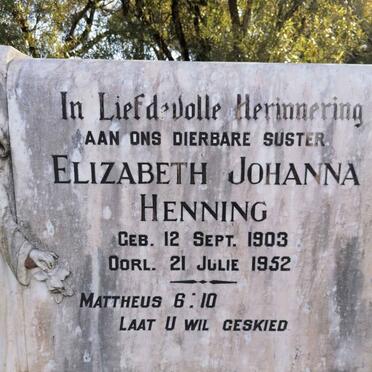 In Liefdevolle Herinnering
AAN ONS DIERBARE SUSTER
ELIZABETH JOHANNA
HENNING
GEB. 12 SEPT. 1903
OORL. 21 JULIE 1952
MATTHEUS 6:10
LAAT U WIL GESKIED